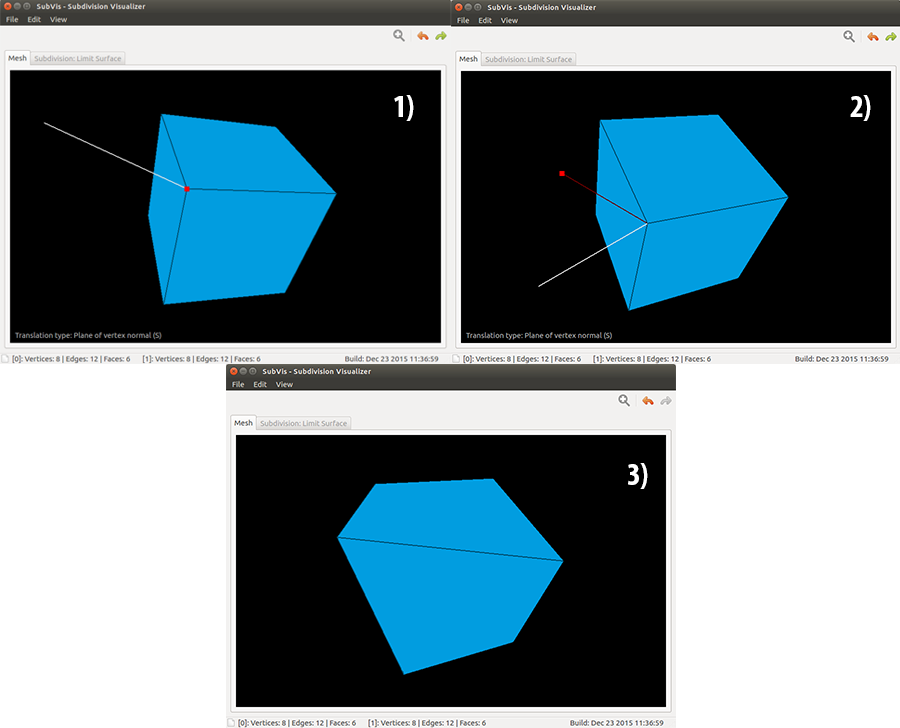 SubVis - Subdivision Visualizer
File Edit View
Mesh Subdivision: Limit Surface
1)
Translation type: Plane of vertex normal (S)
[0]: Vertices: 8 | Edges: 12 | Faces: 6 [1]: Vertices: 8 | Edges: 12 | Faces: 6 Build: Dec 23 2015 11:36:59
SubVis - Subdivision Visualizer
File Edit View
Mesh Subdivision: Limit Surface
2)
Translation type: Plane of vertex normal (S)
[0]: Vertices: 8 | Edges: 12 | Faces: 6 [1]: Vertices: 8 | Edges: 12 | Faces: 6 Build: Dec 23 2015 11:36:59
SubVis - Subdivision Visualizer
File Edit View
Mesh Subdivision: Limit Surface
3)
[0]: Vertices: 8 | Edges: 12 | Faces: 6 [1]: Vertices: 8 | Edges: 12 | Faces: 6 Build: Dec 23 2015 11:36:59